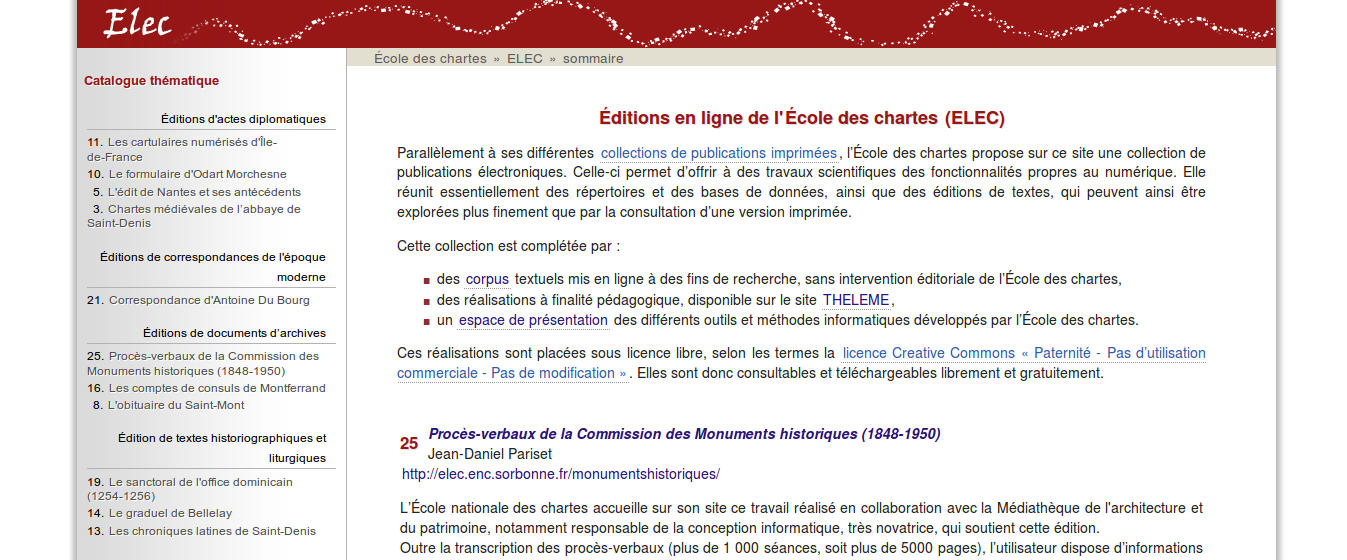 Elec
Catalogue thématique
Éditions d'actes diplomatiques
11. Les cartulaires numérisés d'Île-
de-France
10. Le formulaire d'Odart Morchesne
5. L'édit de Nantes et ses antécédents
3. Chartes médiévales de l'abbaye de
Saint-Denis
Éditions de correspondances de l'époque
moderne
21. Correspondance d'Antoine Du Bourg
Éditions de documents d'archives
25. Procès-verbaux de la Commission des
Monuments historiques (1848-1950)
16. Les comptes de consuls de Montferrand
8. L'obituaire du Saint-Mont
Édition de textes historiographiques et
liturgiques
19. Le sanctoral de l'office dominicain
(1254-1256)
14. Le graduel de Bellelay
13. Les chroniques latines de Saint-Denis
École des chartes » ELEC » sommaire
Éditions en ligne de l'École des chartes (ELEC)
Parallèlement à ses différentes collections de publications imprimées, l'École des chartes propose sur ce site une collection de
publications électroniques. Celle-ci permet d'offrir à des travaux scientifiques des fonctionnalités propres au numérique. Elle
réunit essentiellement des répertoires et des bases de données, ainsi que des éditions de textes, qui peuvent ainsi être
explorées plus finement que par la consultation d'une version imprimée.
Cette collection est complétée par :
des corpus textuels mis en ligne à des fins de recherche, sans intervention éditoriale de l'École des chartes,
des réalisations à finalité pédagogique, disponible sur le site THELEME,
un espace de présentation des différents outils et méthodes informatiques développés par l'École des chartes.
Ces réalisations sont placées sous licence libre, selon les termes la licence Creative Commons « Paternité - Pas d'utilisation
commerciale - Pas de modification ». Elles sont donc consultables et téléchargeables librement et gratuitement.
25 Procès-verbaux de la Commission des Monuments historiques (1848-1950)
Jean-Daniel Pariset
http://elec.enc.sorbonne.fr/monumentshistoriques/
L'École nationale des chartes accueille sur son site ce travail réalisé en collaboration avec la Médiathèque de l'architecture et
du patrimoine, notamment responsable de la conception informatique, très novatrice, qui soutient cette édition.
Outre la transcription des procès-verbaux (plus de 1 000 séances, soit plus de 5000 pages), l'utilisateur dispose d'informations